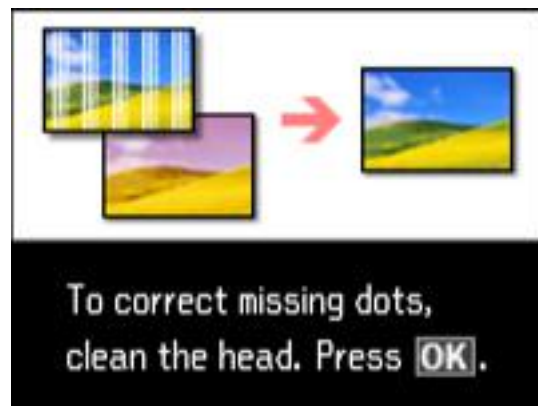 To correct missing dots,
clean the head. Press OK.